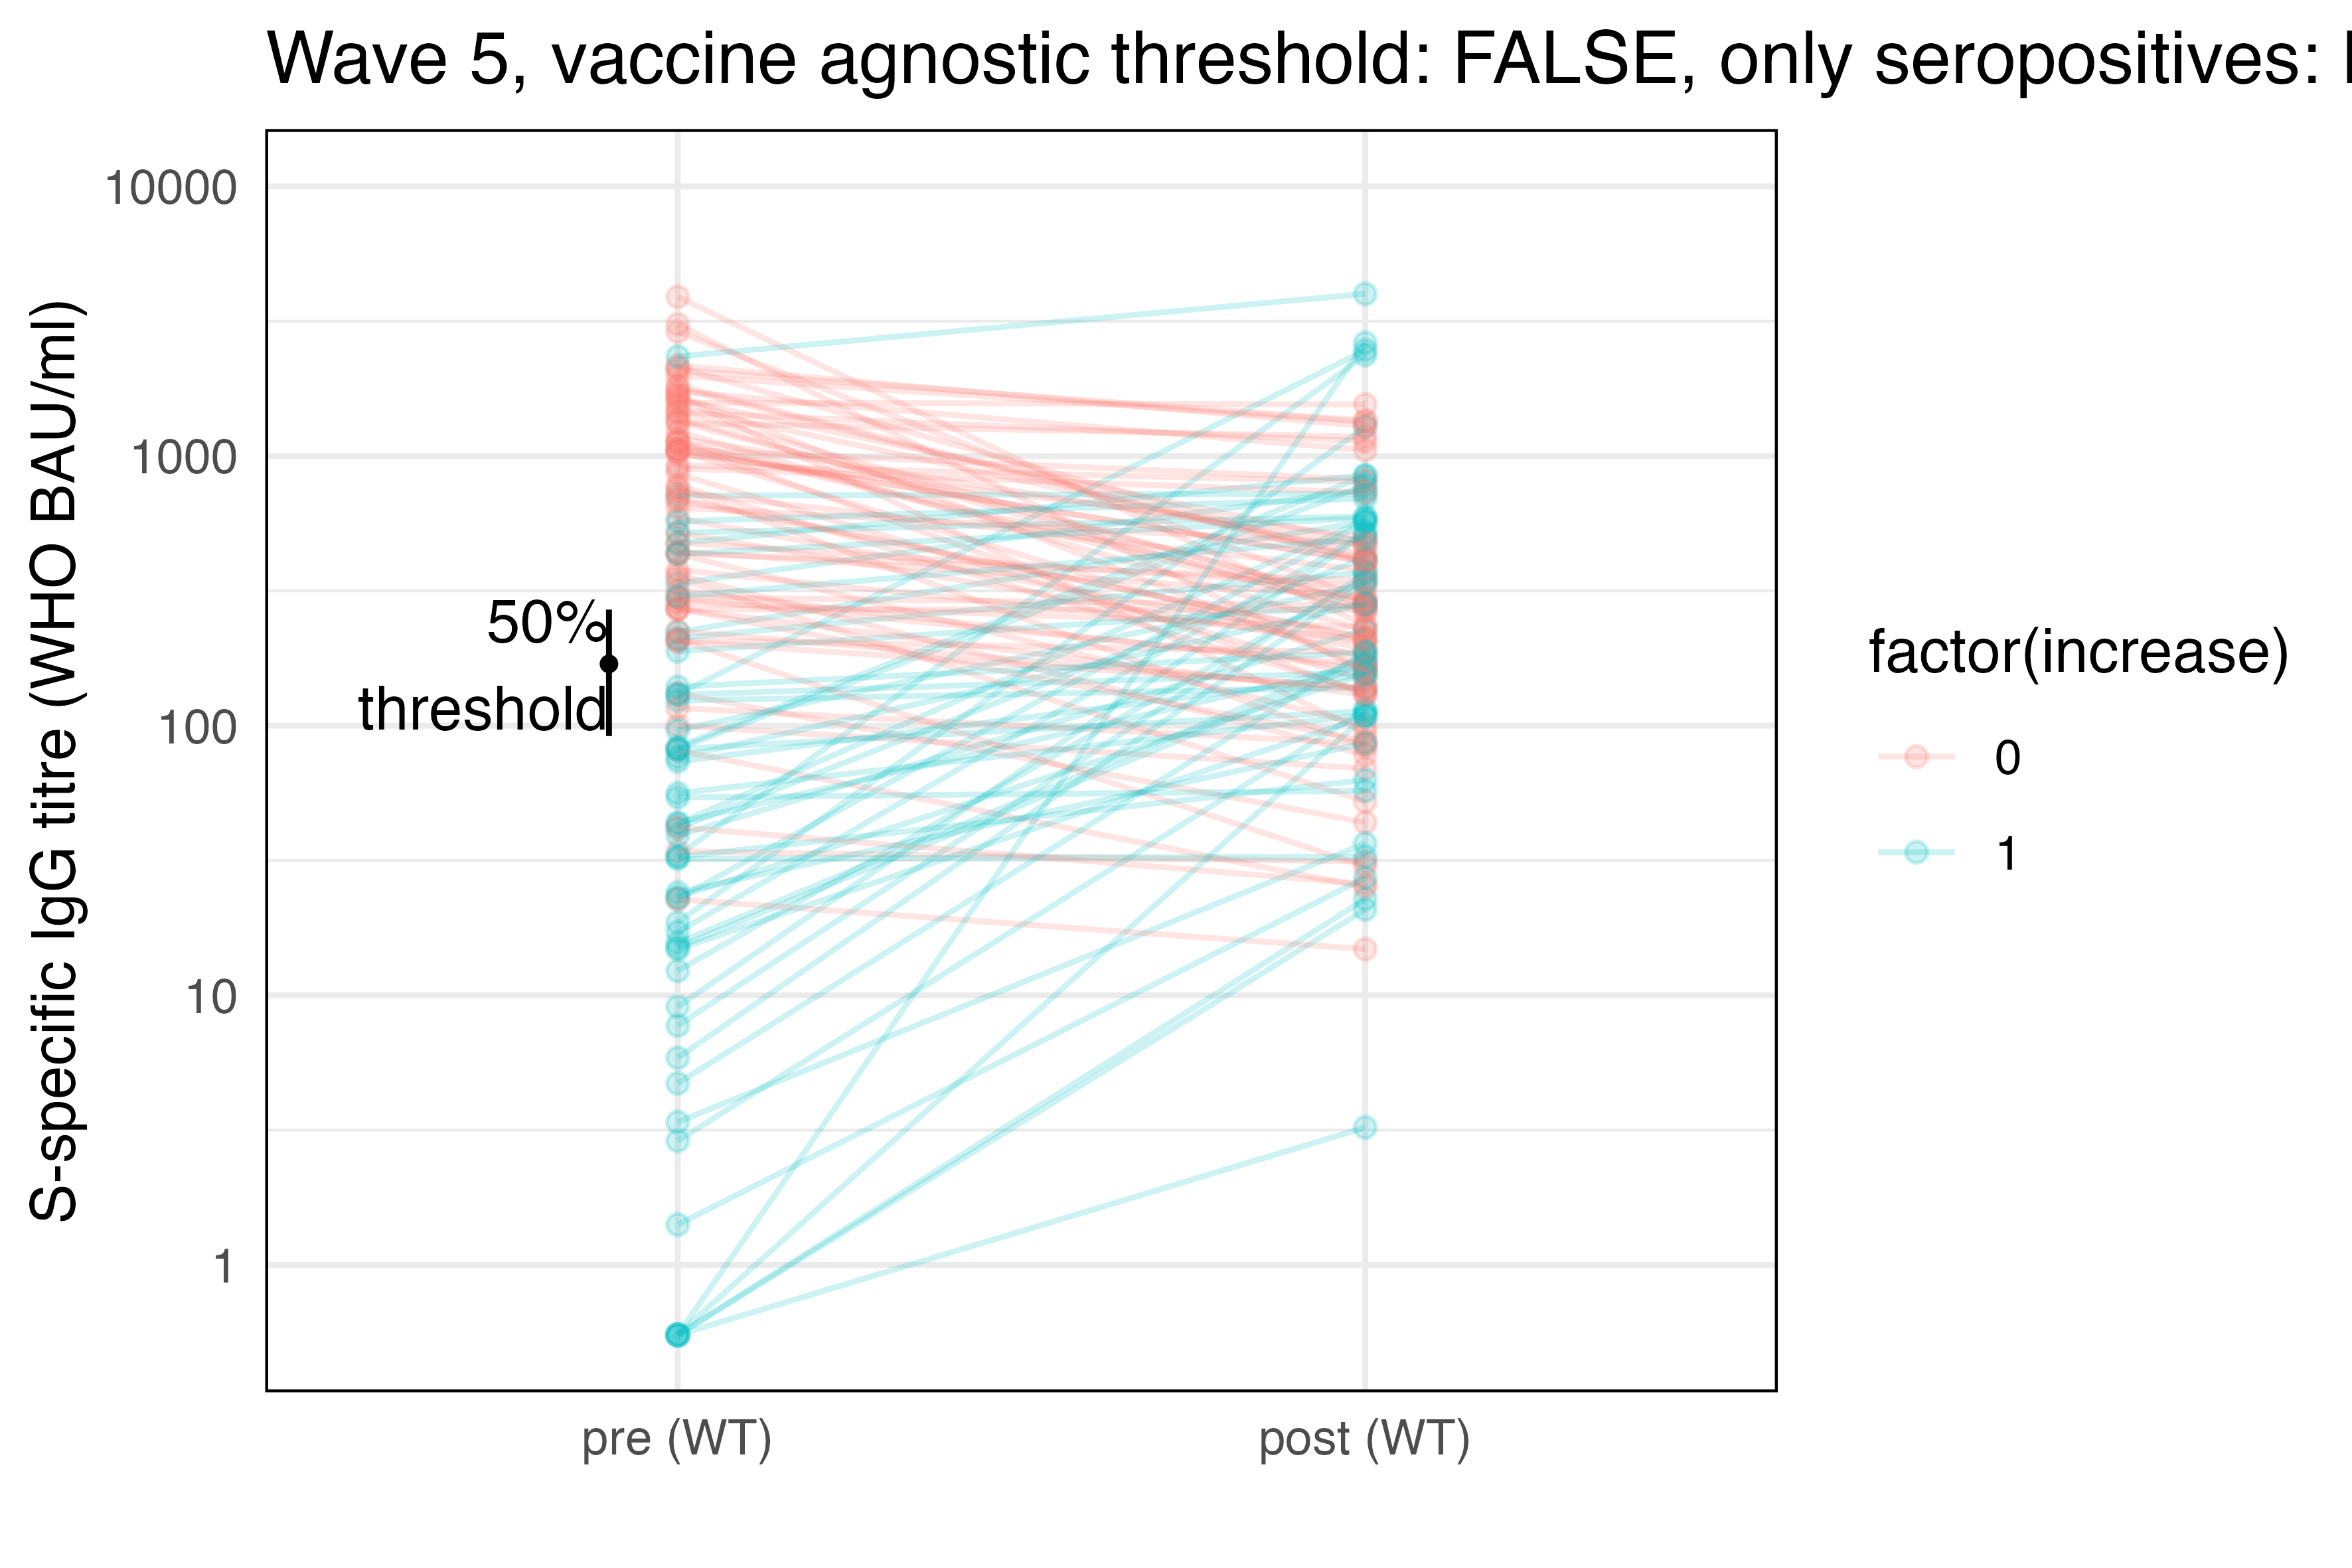 Wave 5, vaccine agnostic threshold: FALSE, only seropositives:
S-specific IgG titre (WHO BAU/ml)
10000
1000
100
10
1
50%
threshold
pre (WT)
post (WT)
factor(increase)
0
1